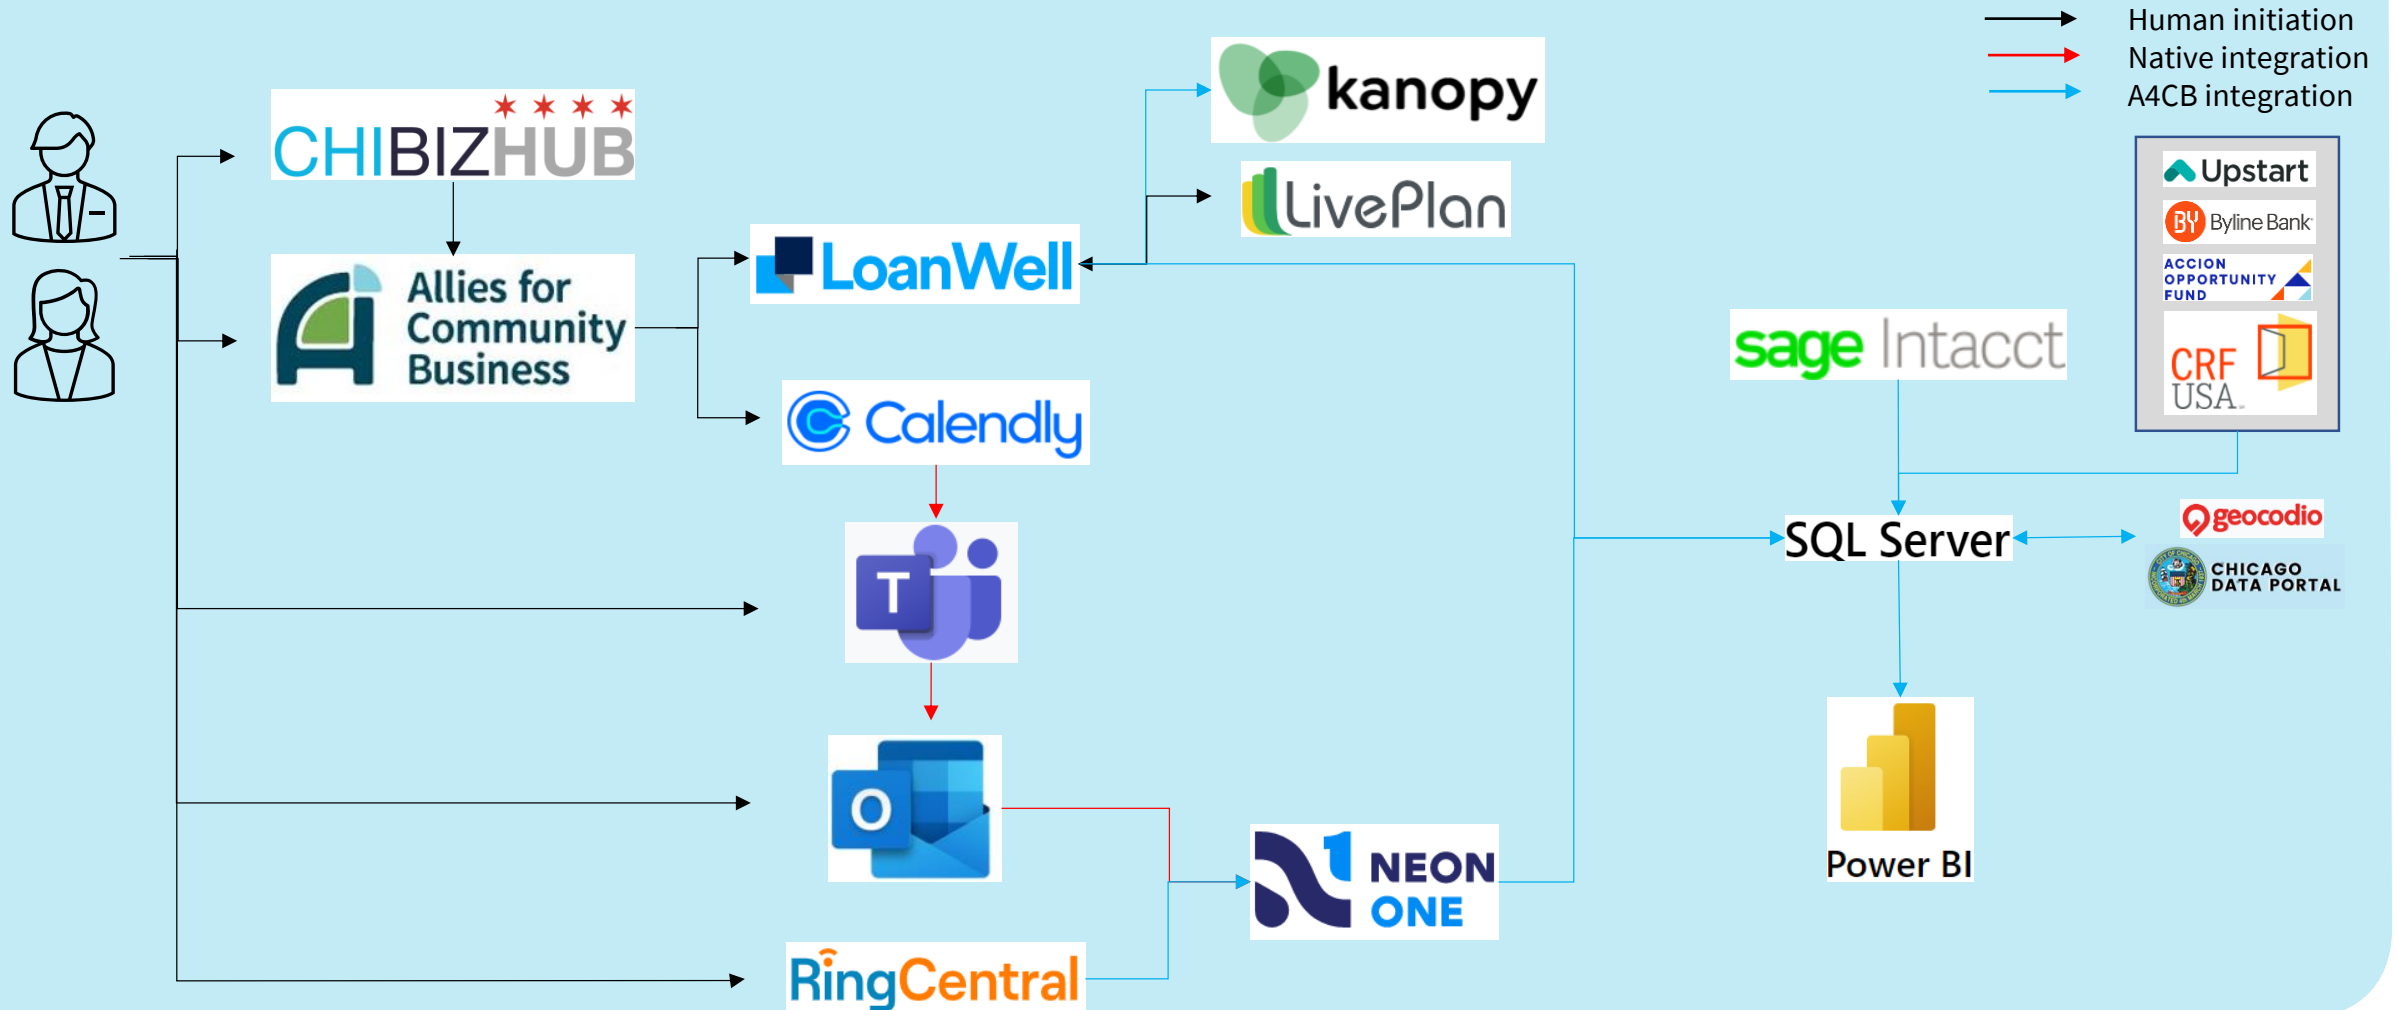 Human initiation
Native integration
A4CB integration
CHIBIZHUB
kanopy
LivePlan
Upstart
BY Byline Bank
ACCION
OPPORTUNITY
FUND
CRF
USA
Allies for
Community
Business
LoanWell
sage Intacct
Calendly
SQL Server
geocodio
CHICAGO
DATA PORTAL
T
O
NEON
ONE
Power BI
RingCentral